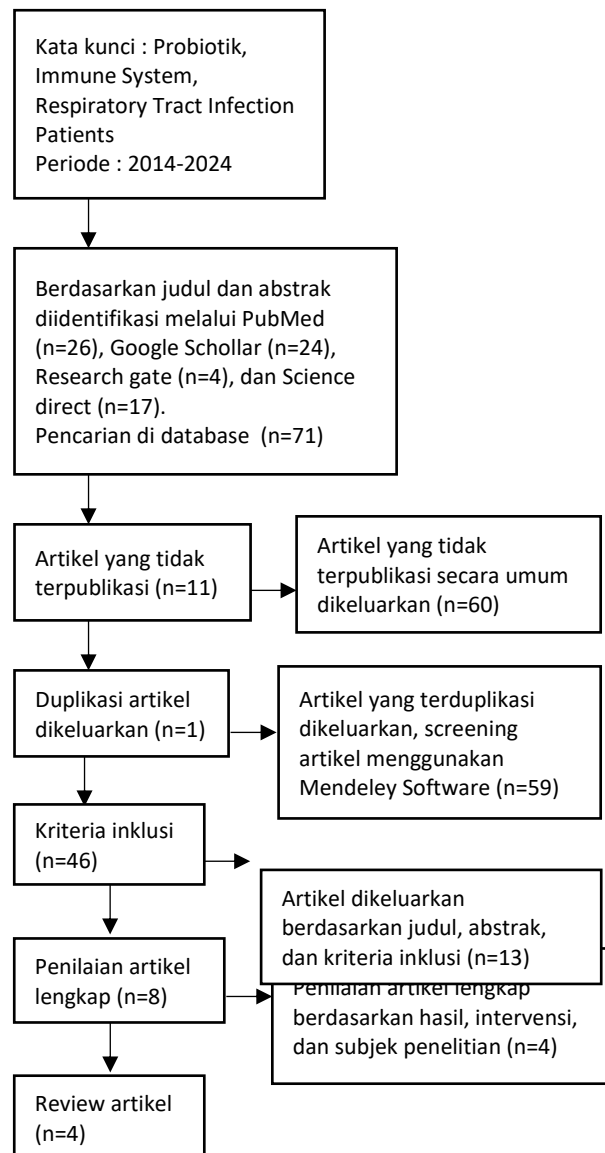 Kata kunci : Probiotik,
Immune System,
Respiratory Tract Infection
Patients
Periode : 2014-2024
Berdasarkan judul dan abstrak
diidentifikasi melalui PubMed
(n=26), Google Schollar (n=24),
Research gate (n=4), dan Science
direct (n=17).
Pencarian di database (n=71)
Artikel yang tidak
terpublikasi (n=11)
Artikel yang tidak
terpublikasi secara umum
dikeluarkan (n=60)
Duplikasi artikel
dikeluarkan (n=1)
Artikel yang terduplikasi
dikeluarkan, screening
artikel menggunakan
Mendeley Software (n=59)
Kriteria inklusi
(n=46)
Artikel dikeluarkan
berdasarkan judul, abstrak,
dan kriteria inklusi (n=13)
Penilaian artikel
lengkap (n=8)
Penilaian artikel lengkap
berdasarkan hasil, intervensi,
dan subjek penelitian (n=4)
Review artikel
(n=4)